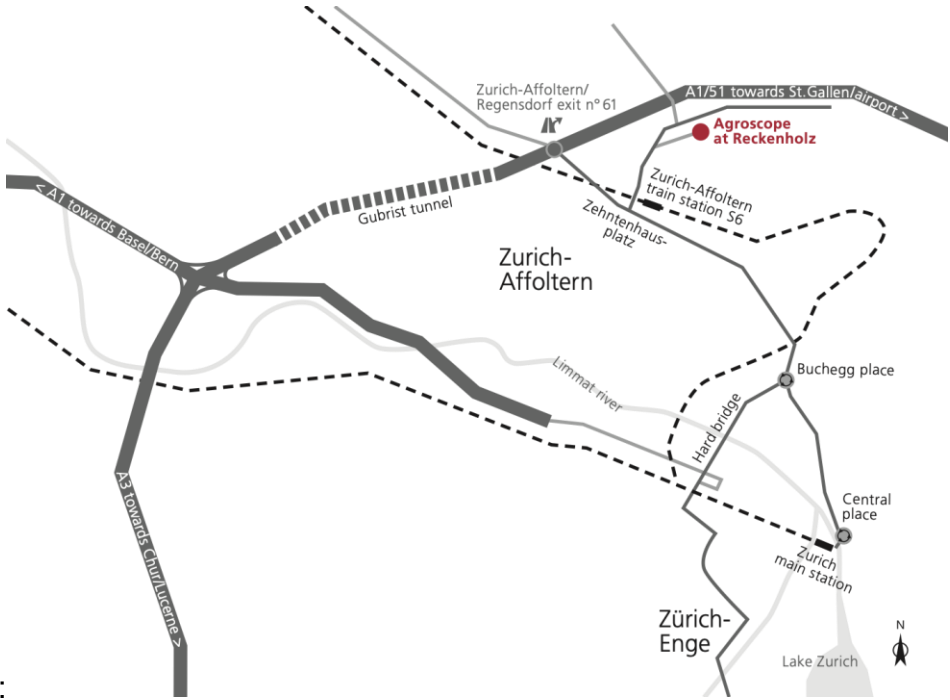 Zurich-Affoltern/
Regensdorf exit n° 61
A1/51 towards St.Gallen/airport >
Agroscope
at Reckenholz
Zurich-Affoltern
train station S6
< A1 towards Basel/Bern
Gubrist tunnel
Zehntenhaus-
platz
Zurich-
Affoltern
Limmat river
Buchegg place
Hard bridge
A3 towards Chur/Lucerne >
Central
place
Zurich
main station
Zürich-
Enge
N
Lake Zurich
: